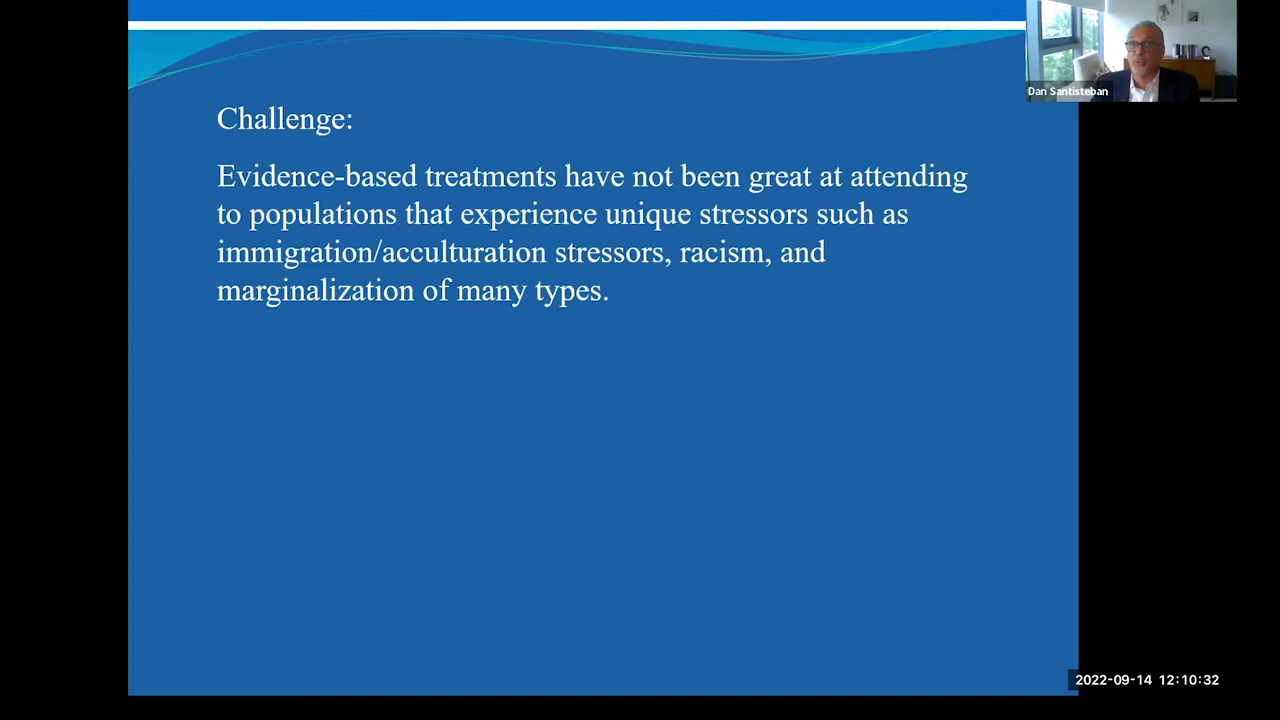 Dan Santisteban
Challenge:
Evidence-based treatments have not been great at attending
to populations that experience unique stressors such as
immigration/acculturation stressors, racism, and
marginalization of many types.
2022-09-14 12:10:32